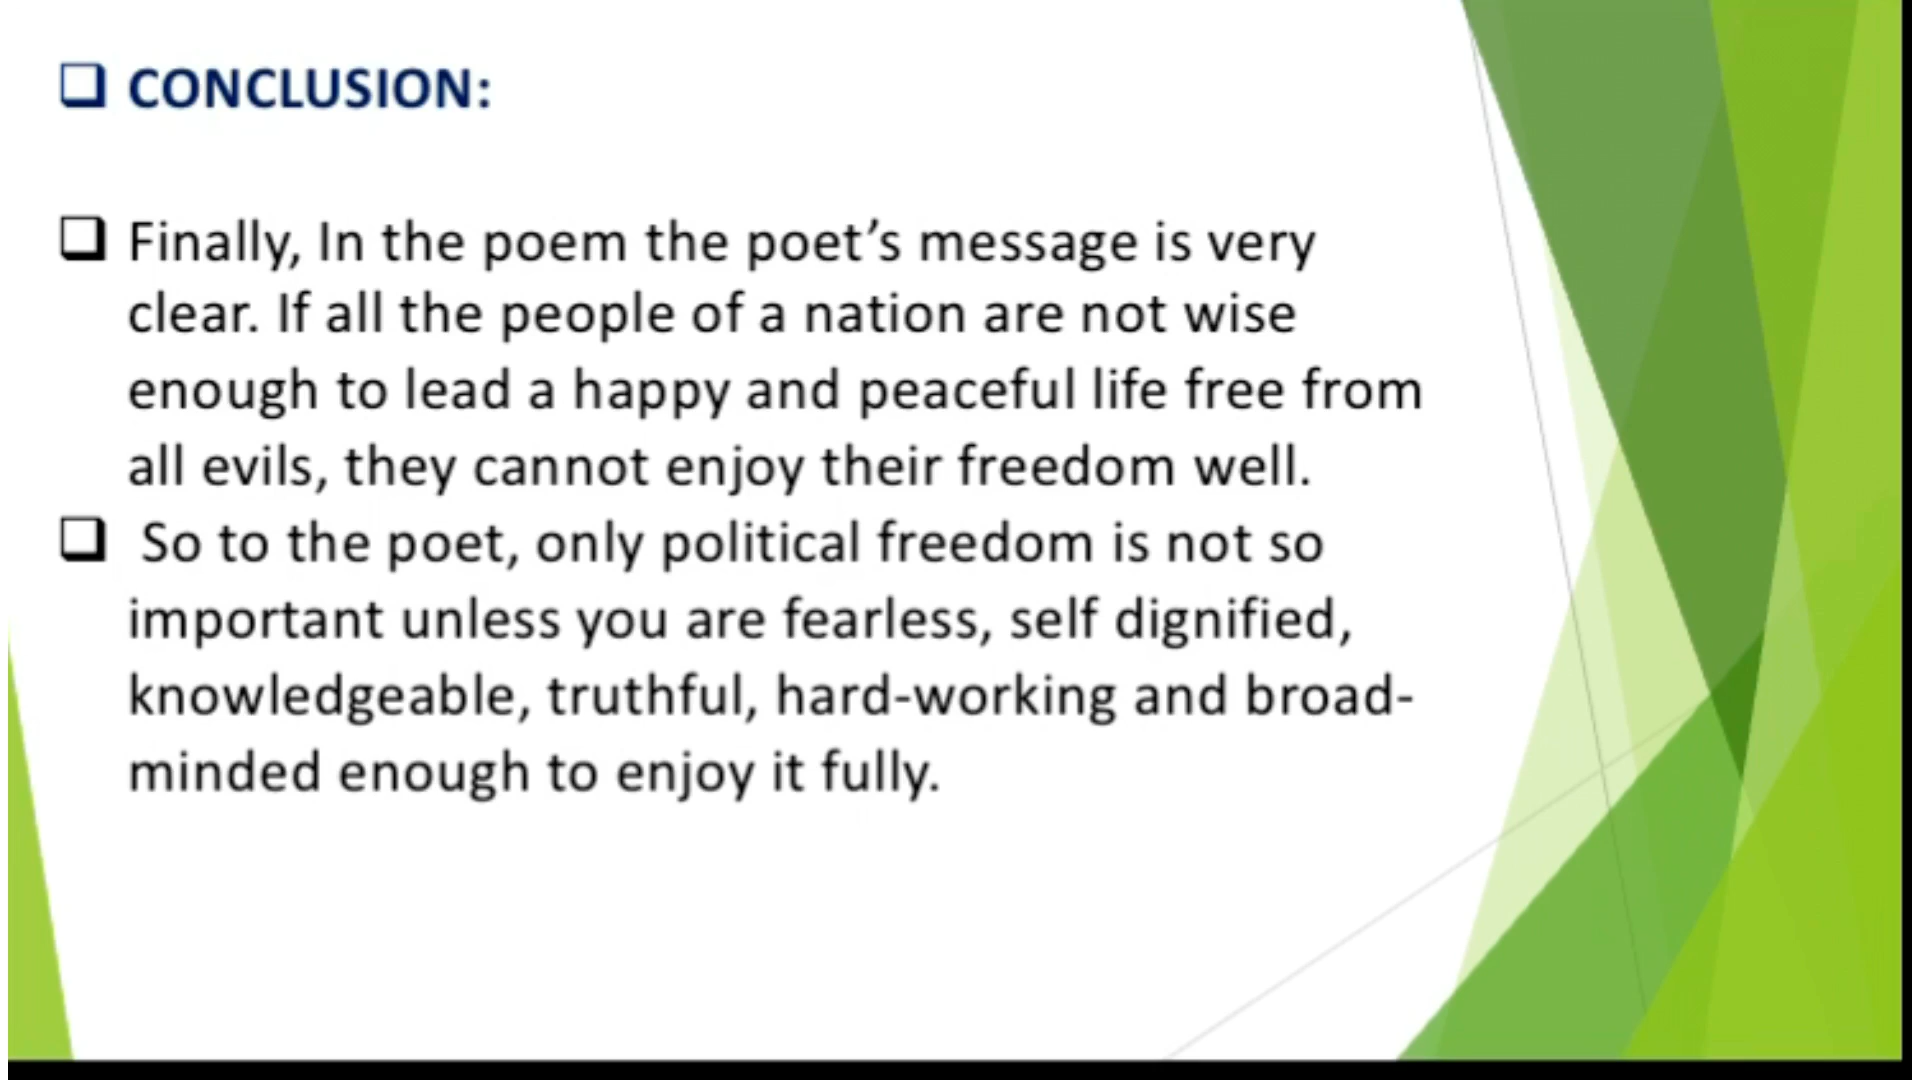 ❑ CONCLUSION:
❑ Finally, In the poem the poet’s message is very
clear. If all the people of a nation are not wise
enough to lead a happy and peaceful life free from
all evils, they cannot enjoy their freedom well.
❑ So to the poet, only political freedom is not so
important unless you are fearless, self dignified,
knowledgeable, truthful, hard-working and broad-
minded enough to enjoy it fully.